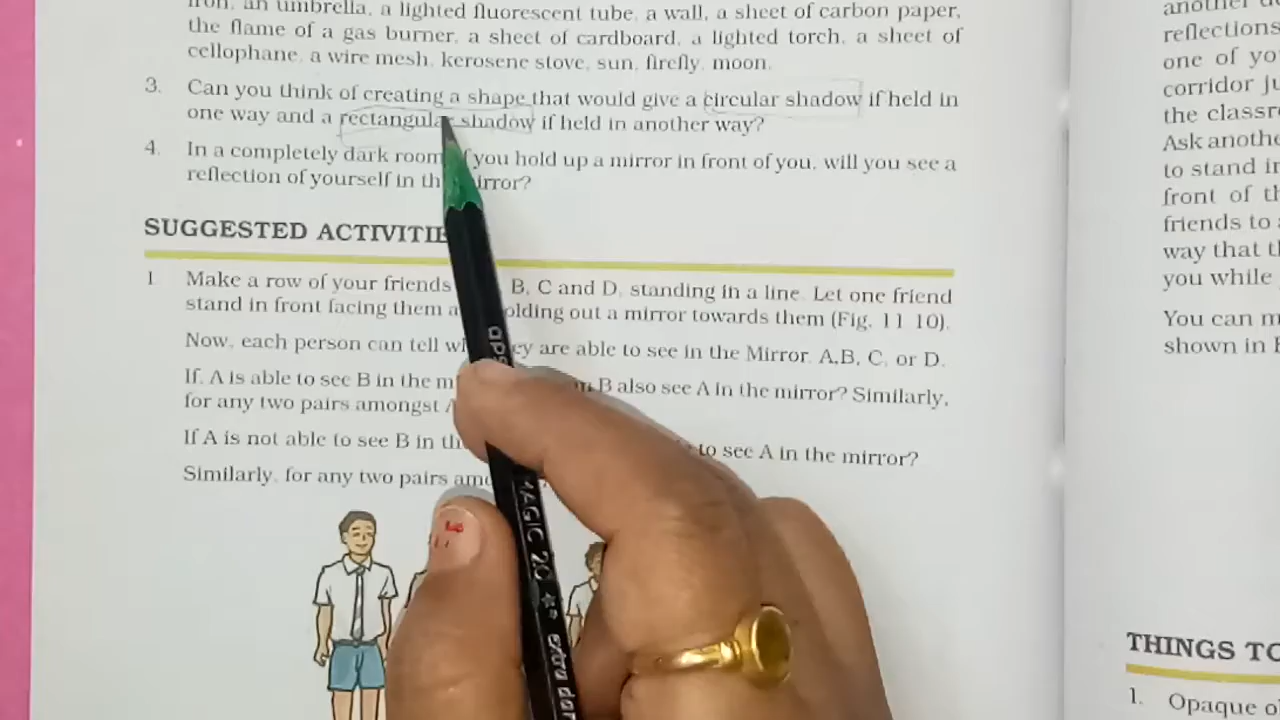 an umbrella, a lighted fluorescent tube, a wall, a sheet of carbon paper,
the flame of a gas burner, a sheet of cardboard, a lighted torch, a sheet of
cellophane, a wire mesh, kerosene stove, sun, firefly, moon.
3. Can you think of creating a shape that would give a circular shadow if held in
one way and a rectangular shadow if held in another way?
4. In a completely dark room you hold up a mirror in front of you, will you see a
reflection of yourself in irror?
SUGGESTED ACTIVITIE
1 Make a row of your friends B, C and D, standing in a line. Let one friend
stand in front facing them olding out a mirror towards them (Fig. 11 10).
Now, each person can tell ey are able to see in the Mirror. A,B, C, or D.
If, A is able to see B in the B also see A in the mirror? Similarly,
for any two pairs amongst
If A is not able to see B in to see A in the mirror?
Similarly, for any two pairs
another
reflections
one of yo
corridor ju
the classr
Ask anoth
to stand in
front of th
friends to
way that t
you while
You can m
shown in
THINGS TO
1. Opaque o
aps
MAGIC 20
extra dar